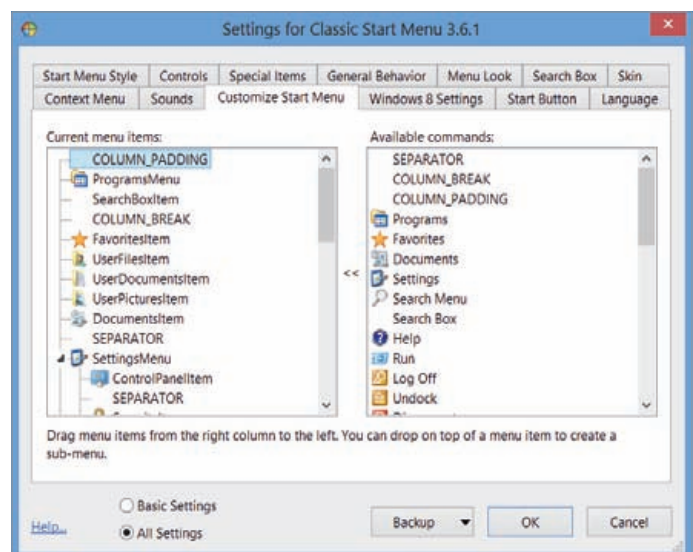 Settings for Classic Start Menu 3.6.1
Start Menu Style Controls Special Items General Behavior Menu Look Search Box Skin
Context Menu Sounds Customize Start Menu Windows 8 Settings Start Button Language
Current menu items:
COLUMN_PADDING
ProgramsMenu
SearchBoxItem
COLUMN_BREAK
FavoritesItem
UserFilesItem
UserDocumentsItem
UserPicturesItem
DocumentsItem
SEPARATOR
SettingsMenu
ControlPanelItem
SEPARATOR
<<
Available commands:
SEPARATOR
COLUMN_BREAK
COLUMN_PADDING
Programs
Favorites
Documents
Settings
Search Menu
Search Box
Help
Run
Log Off
Undock
Drag menu items from the right column to the left. You can drop on top of a menu item to create a
sub-menu.
Help...
Basic Settings
All Settings
Backup
OK
Cancel